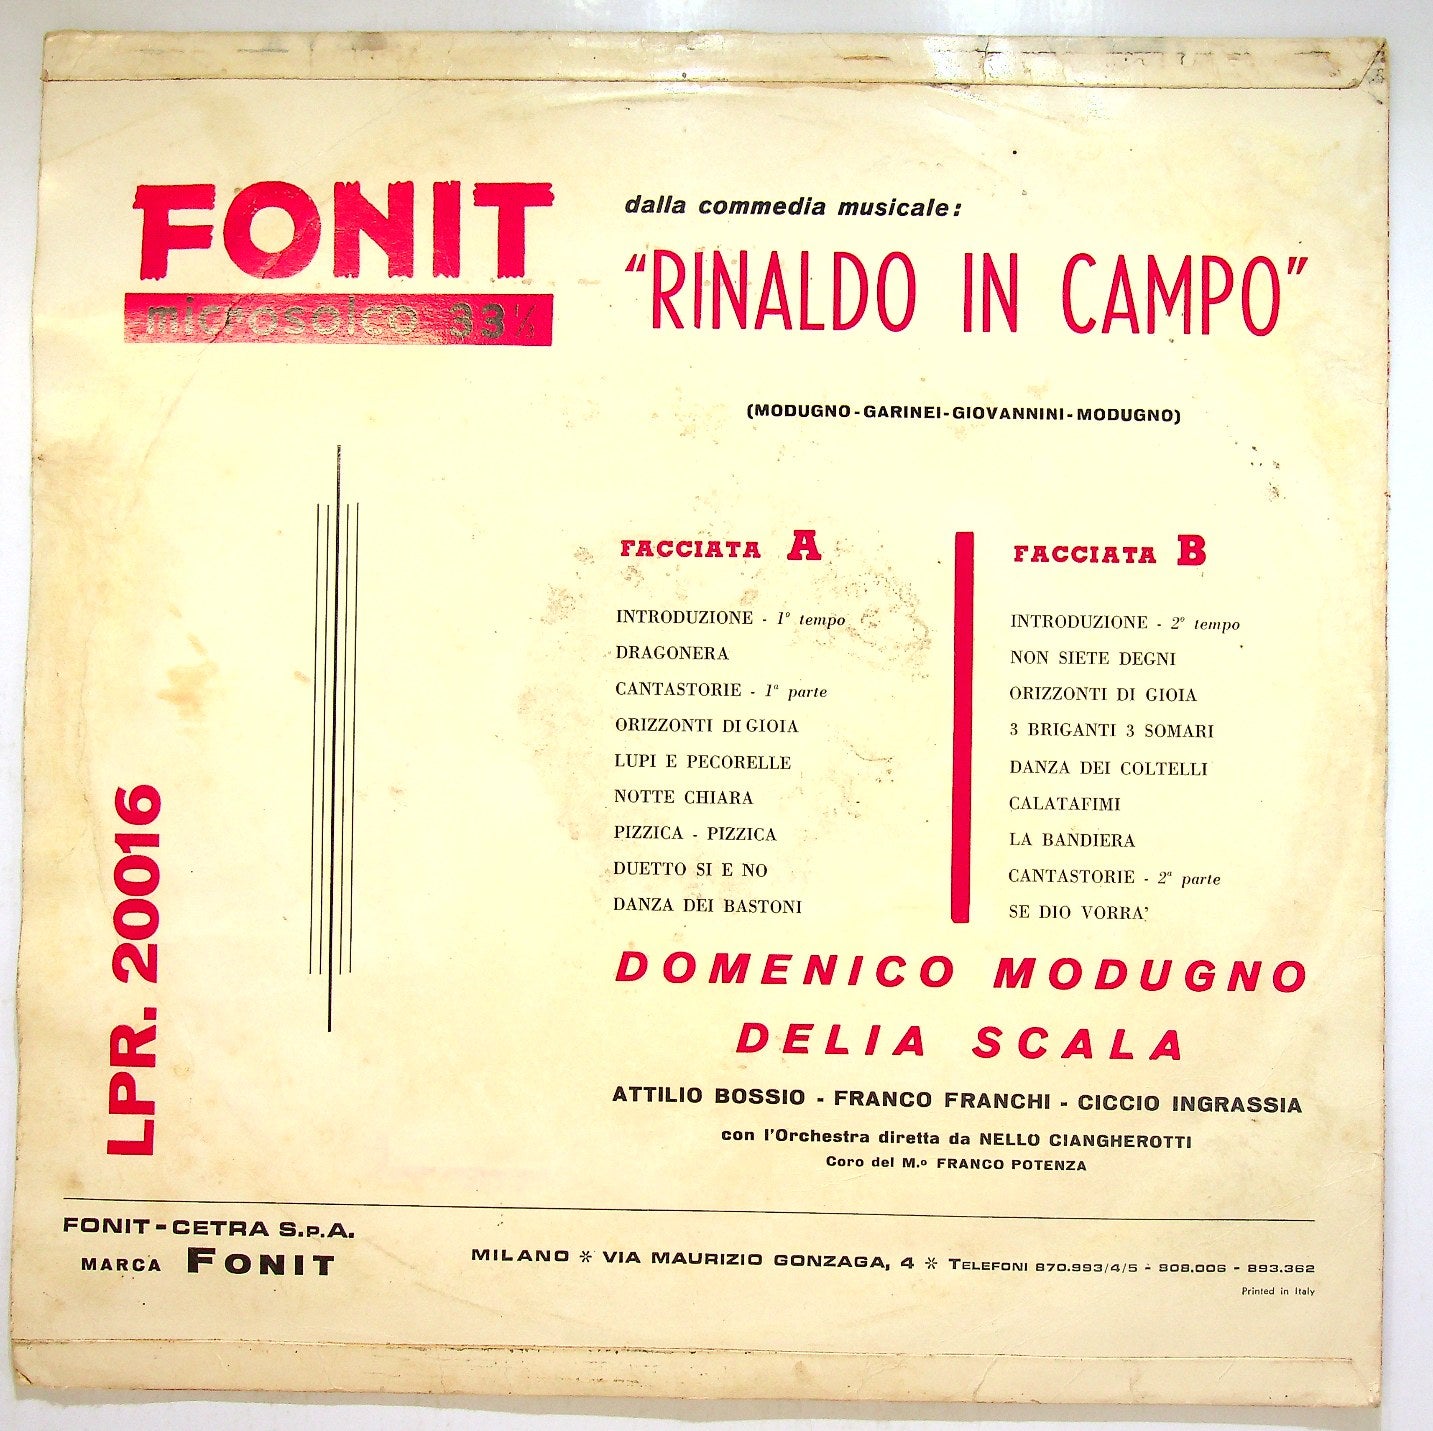 FONIT
microsolco 33⅓
dalla commedia musicale:
"RINALDO IN CAMPO"
(MODUGNO-GARINEI-GIOVANNINI-MODUGNO)
FACCIATA A
INTRODUZIONE - 1º tempo
DRAGONERA
CANTASTORIE - 1ª parte
ORIZZONTI DI GIOIA
LUPI E PECORELLE
NOTTE CHIARA
PIZZICA - PIZZICA
DUETTO SI E NO
DANZA DEI BASTONI
FACCIATA B
INTRODUZIONE - 2º tempo
NON SIETE DEGNI
ORIZZONTI DI GIOIA
3 BRIGANTI 3 SOMARI
DANZA DEI COLTELLI
CALATAFIMI
LA BANDIERA
CANTASTORIE - 2ª parte
SE DIO VORRA'
DOMENICO MODUGNO
DELIA SCALA
ATTILIO BOSSIO - FRANCO FRANCHI - CICCIO INGRASSIA
con l'Orchestra diretta da NELLO CIANGHEROTTI
Coro del M.º FRANCO POTENZA
LPR. 20016
FONIT-CETRA S.P.A.
MARCA FONIT
MILANO * VIA MAURIZIO GONZAGA, 4 * TELEFONI 870.993/4/5 - 808.006 - 893.362
Printed in Italy